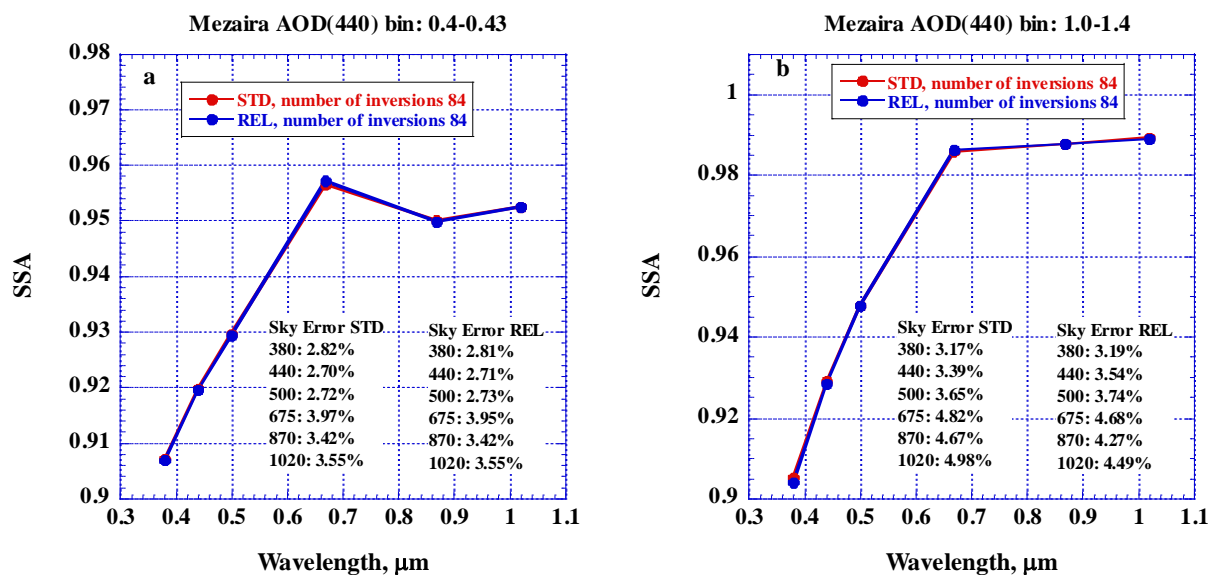 Mezaira AOD(440) bin: 0.4-0.43
a
STD, number of inversions 84
REL, number of inversions 84
0.98
0.97
0.96
0.95
0.94
0.93
0.92
0.91
0.9
SSA
Sky Error STD
380: 2.82%
440: 2.70%
500: 2.72%
675: 3.97%
870: 3.42%
1020: 3.55%
Sky Error REL
380: 2.81%
440: 2.71%
500: 2.73%
675: 3.95%
870: 3.42%
1020: 3.55%
0.3 0.4 0.5 0.6 0.7 0.8 0.9 1 1.1
Wavelength, μm
Mezaira AOD(440) bin: 1.0-1.4
b
STD, number of inversions 84
REL, number of inversions 84
1
0.98
0.96
0.94
0.92
0.9
SSA
Sky Error STD
380: 3.17%
440: 3.39%
500: 3.65%
675: 4.82%
870: 4.67%
1020: 4.98%
Sky Error REL
380: 3.19%
440: 3.54%
500: 3.74%
675: 4.68%
870: 4.27%
1020: 4.49%
0.3 0.4 0.5 0.6 0.7 0.8 0.9 1 1.1
Wavelength, μm